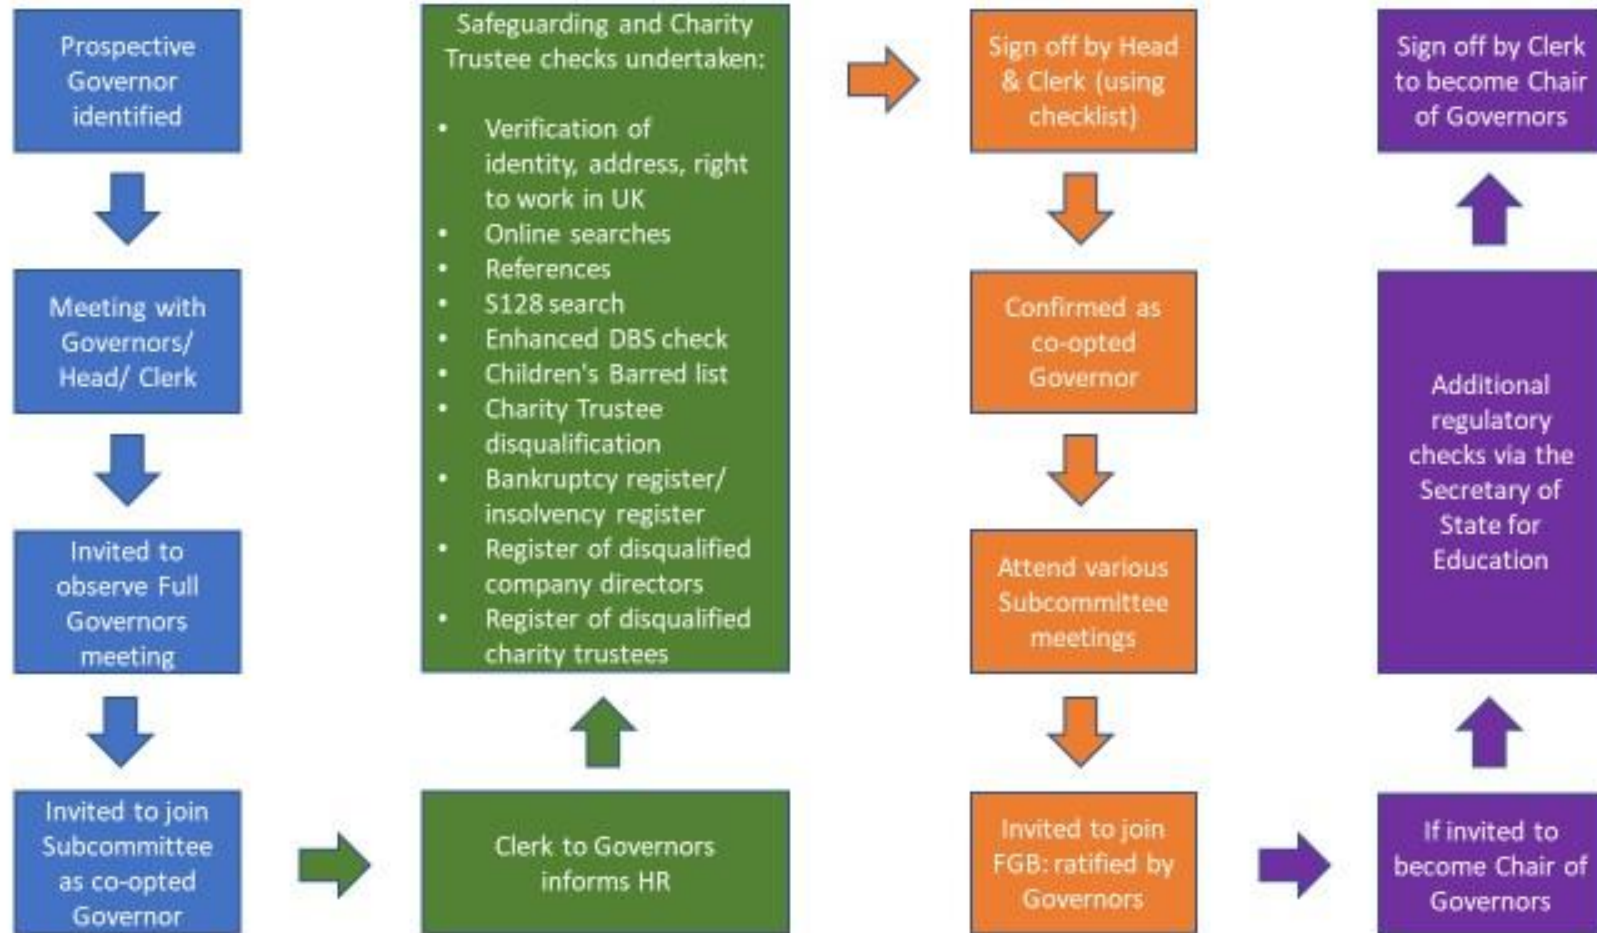 Prospective
Governor
identified
Meeting with
Governors/
Head/ Clerk
Invited to
observe Full
Governors
meeting
Invited to join
Subcommittee
as co-opted
Governor
Clerk to Governors
informs HR
Safeguarding and Charity
Trustee checks undertaken:
• Verification of
identity, address, right
to work in UK
• Online searches
• References
• S128 search
• Enhanced DBS check
• Children's Barred list
• Charity Trustee
disqualification
• Bankruptcy register/
insolvency register
• Register of disqualified
company directors
• Register of disqualified
charity trustees
Sign off by Head
& Clerk (using
checklist)
Confirmed as
co-opted
Governor
Attend various
Subcommittee
meetings
Invited to join
FGB: ratified by
Governors
If invited to
become Chair of
Governors
Additional
regulatory
checks via the
Secretary of
State for
Education
Sign off by Clerk
to become Chair
of Governors